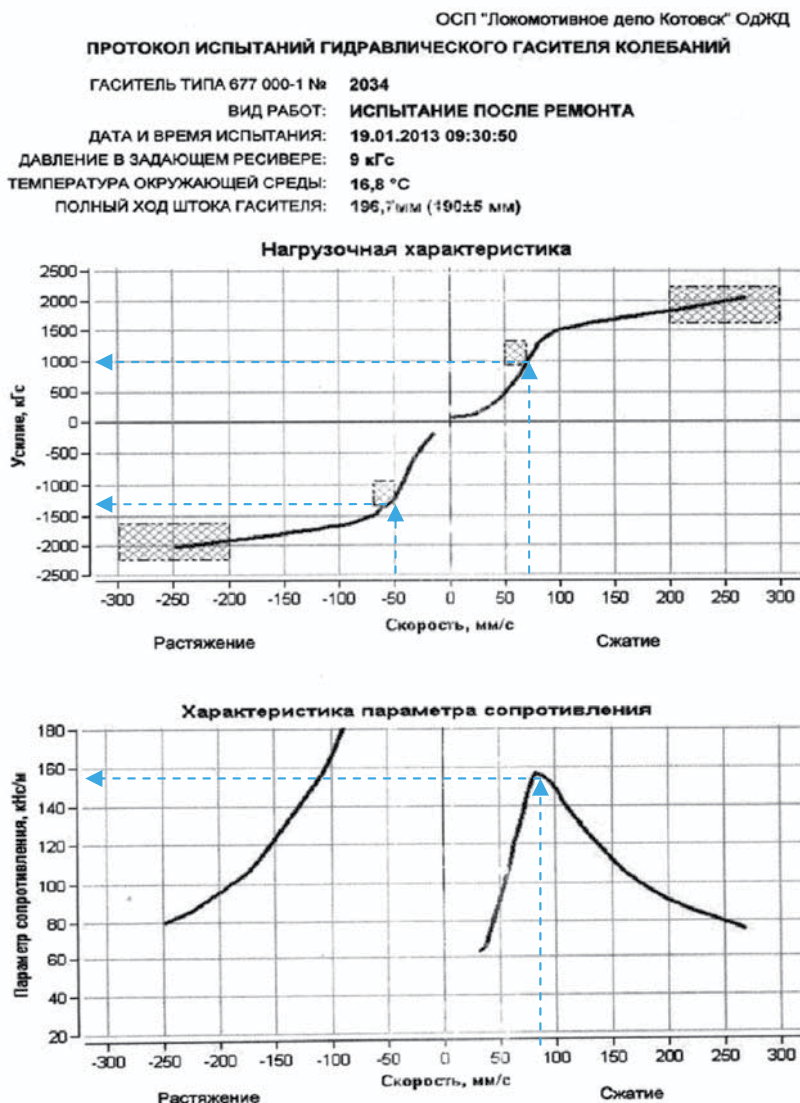 ОСП "Локомотивное депо Котовск" ОдЖД
ПРОТОКОЛ ИСПЫТАНИЙ ГИДРАВЛИЧЕСКОГО ГАСИТЕЛЯ КОЛЕБАНИЙ
ГАСИТЕЛЬ ТИПА 677 000-1 № 2034
ВИД РАБОТ: ИСПЫТАНИЕ ПОСЛЕ РЕМОНТА
ДАТА И ВРЕМЯ ИСПЫТАНИЯ: 19.01.2013 09:30:50
ДАВЛЕНИЕ В ЗАДАЮЩЕМ РЕСИВЕРЕ: 9 кГс
ТЕМПЕРАТУРА ОКРУЖАЮЩЕЙ СРЕДЫ: 16,8 °C
ПОЛНЫЙ ХОД ШТОКА ГАСИТЕЛЯ: 196,7мм (190±5 мм)
Нагрузочная характеристика
Усилие, кГс
2500
2000
1500
1000
500
0
-500
-1000
-1500
-2000
-2500
-300 -250 -200 -150 -100 -50 0 50 100 150 200 250 300
Скорость, мм/с
Растяжение Сжатие
Характеристика параметра сопротивления
Параметр сопротивления, кНс/м
180
160
140
120
100
80
60
40
20
-300 -250 -200 -150 -100 -50 0 50 100 150 200 250 300
Скорость, мм/с
Растяжение Сжатие